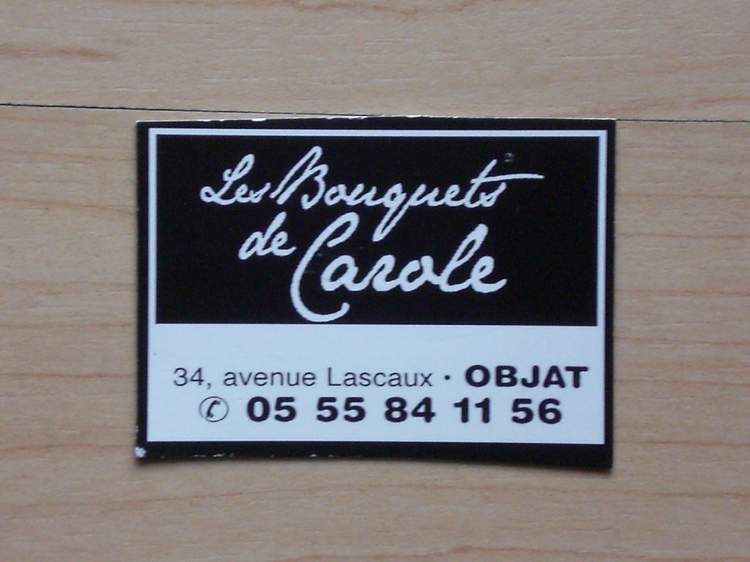 Les Bouquets
de Carole
34, avenue Lascaux · OBJAT
✆ 05 55 84 11 56